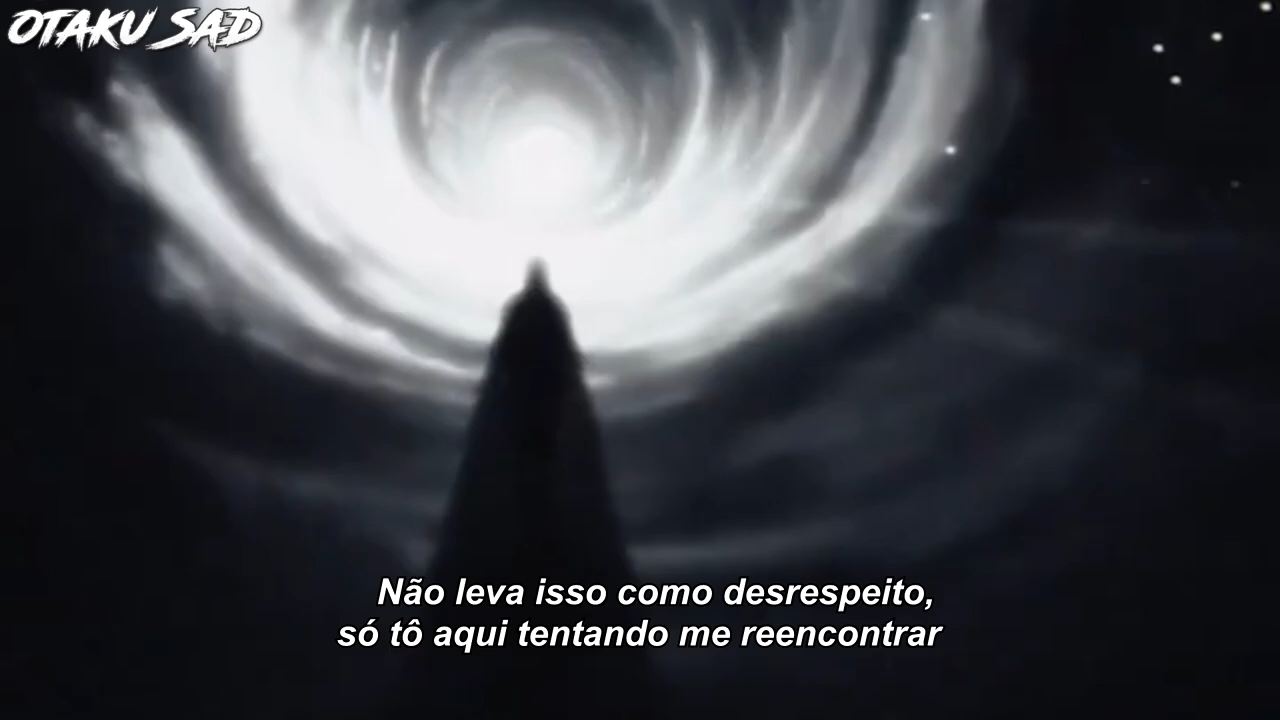 OTAKU SAD
Não leva isso como desrespeito,
só tô aqui tentando me reencontrar